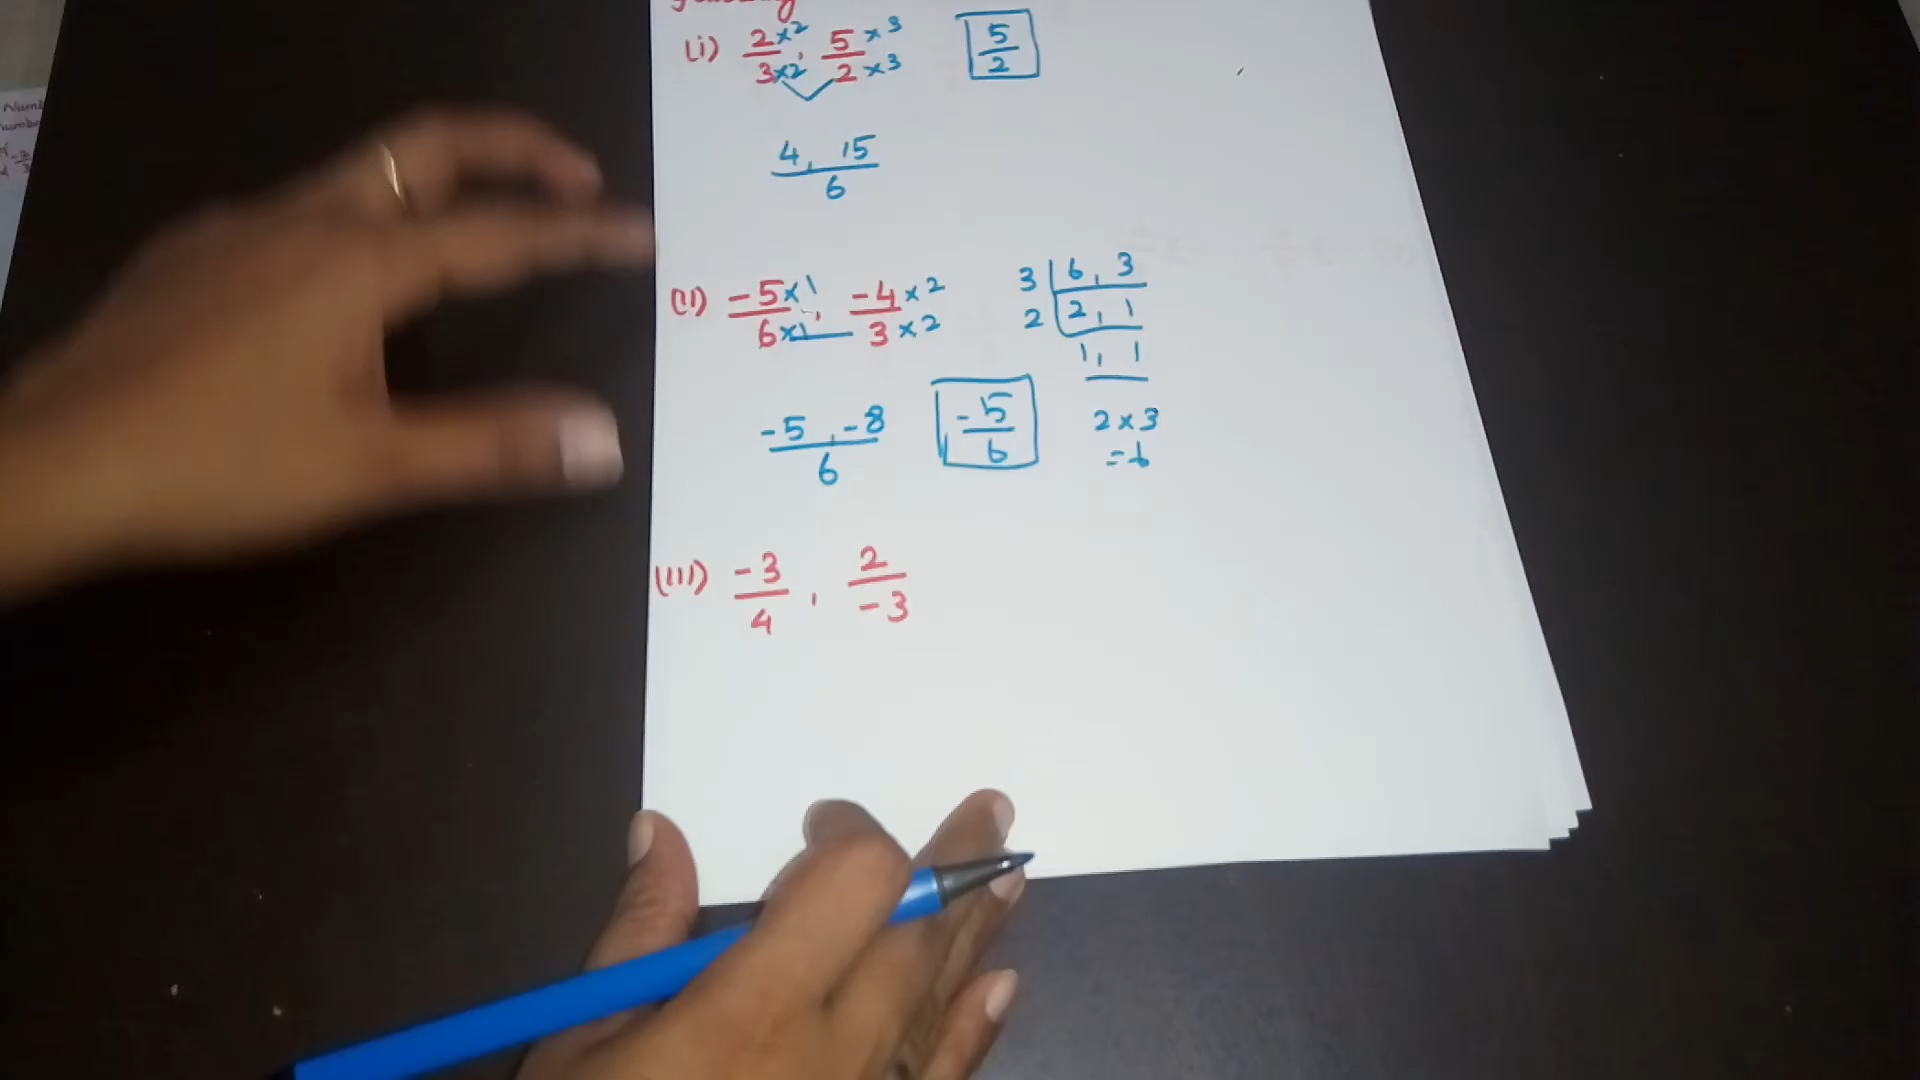 (i) 2×2/3×2, 5×3/2×3 5/2
4, 15/6
(ii) -5×1/6×1, -4×2/3×2
3 | 6, 3
2 | 2, 1
1, 1
-5, -8/6 -5/6
2 × 3
= 6
(iii) -3/4, 2/-3